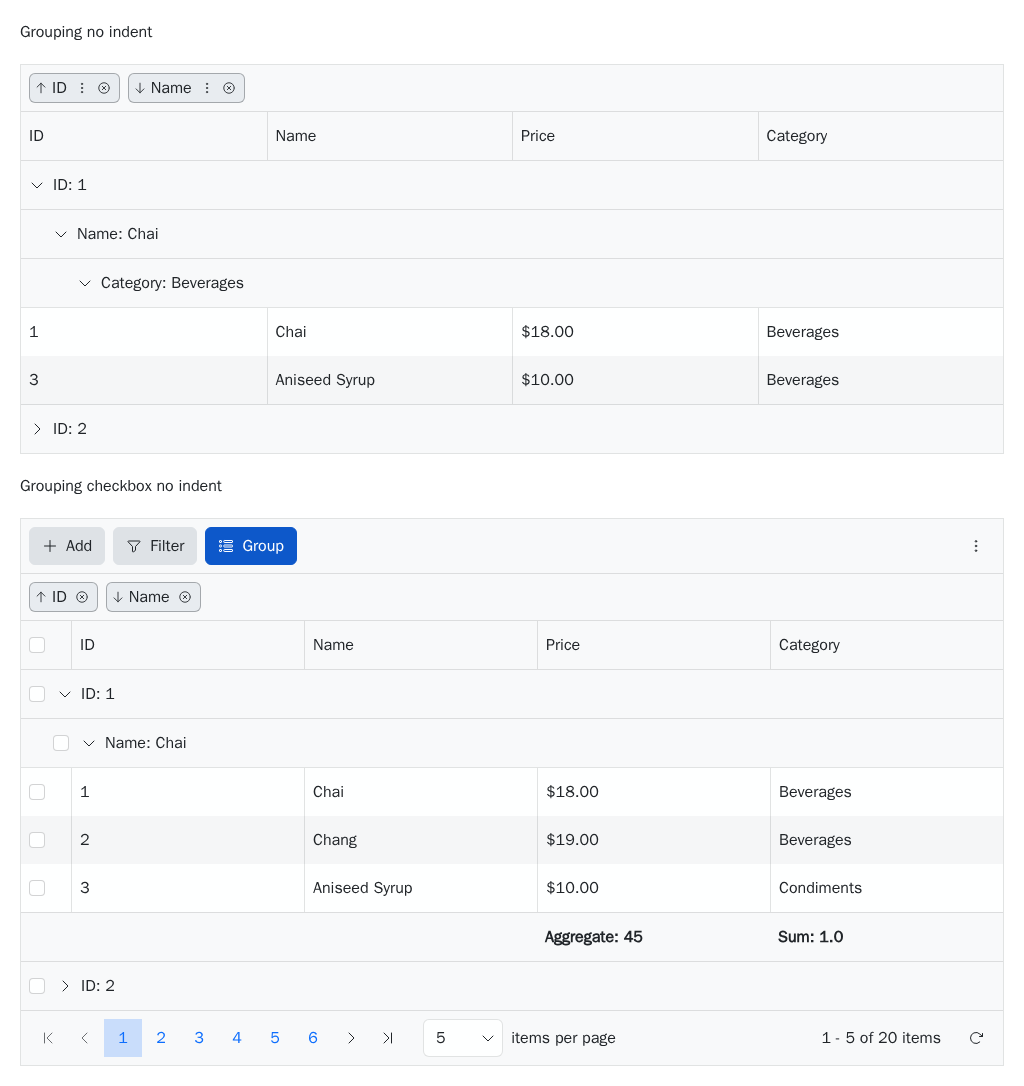 Grouping no indent
ID Name
ID Name Price Category
ID: 1
Name: Chai
Category: Beverages
1 Chai $18.00 Beverages
3 Aniseed Syrup $10.00 Beverages
ID: 2
Grouping checkbox no indent
Add Filter Group
ID Name
ID Name Price Category
ID: 1
Name: Chai
1 Chai $18.00 Beverages
2 Chang $19.00 Beverages
3 Aniseed Syrup $10.00 Condiments
Aggregate: 45 Sum: 1.0
ID: 2
1 2 3 4 5 6 5 items per page 1 - 5 of 20 items